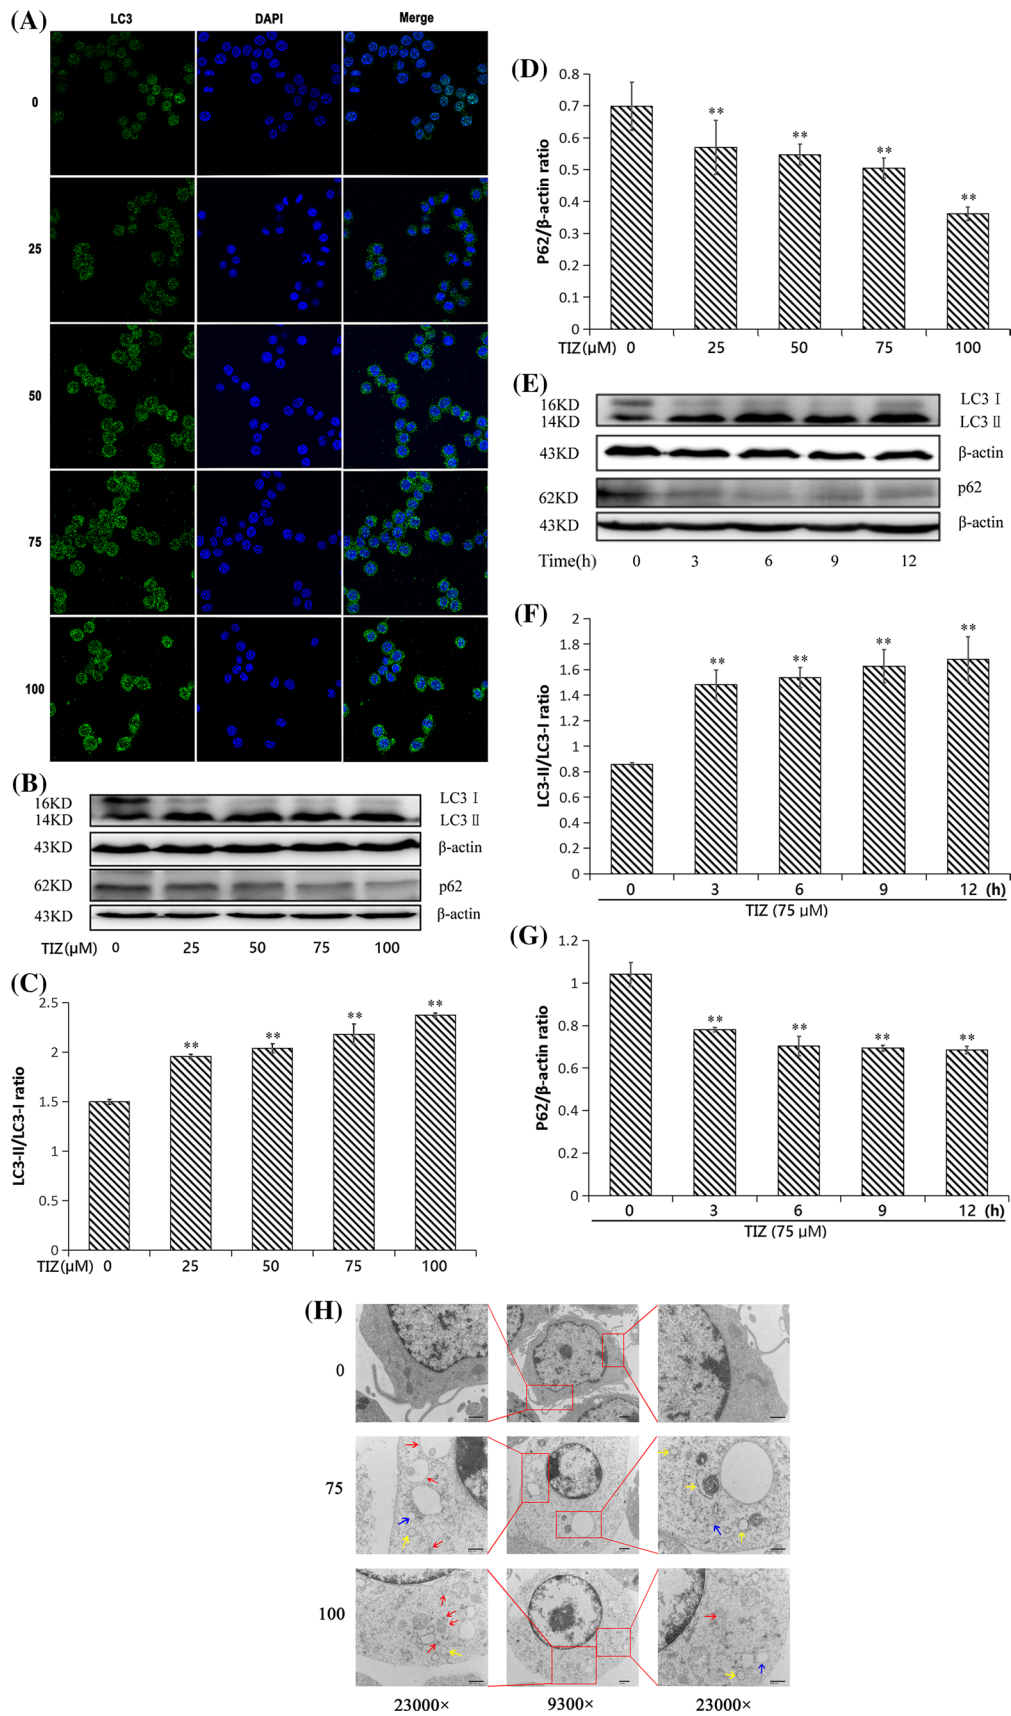 (A)
LC3 DAPI Merge
0
25
50
75
100
(B)
16KD LC3 Ⅰ
14KD LC3 Ⅱ
43KD β-actin
62KD p62
43KD β-actin
TIZ(μM) 0 25 50 75 100
(C)
LC3-II/LC3-I ratio
2.5
2
1.5
1
0.5
0
** ** ** **
TIZ(μM) 0 25 50 75 100
(D)
P62/β-actin ratio
0.8
0.7
0.6
0.5
0.4
0.3
0.2
0.1
0
** ** ** **
TIZ(μM) 0 25 50 75 100
(E)
16KD LC3 Ⅰ
14KD LC3 Ⅱ
43KD β-actin
62KD p62
43KD β-actin
Time(h) 0 3 6 9 12
(F)
LC3-II/LC3-I ratio
2
1.8
1.6
1.4
1.2
1
0.8
0.6
0.4
0.2
0
** ** ** **
0 3 6 9 12 (h)
TIZ (75 μM)
(G)
P62/β-actin ratio
1.2
1
0.8
0.6
0.4
0.2
0
** ** ** **
0 3 6 9 12 (h)
TIZ (75 μM)
(H)
0
75
100
23000× 9300× 23000×